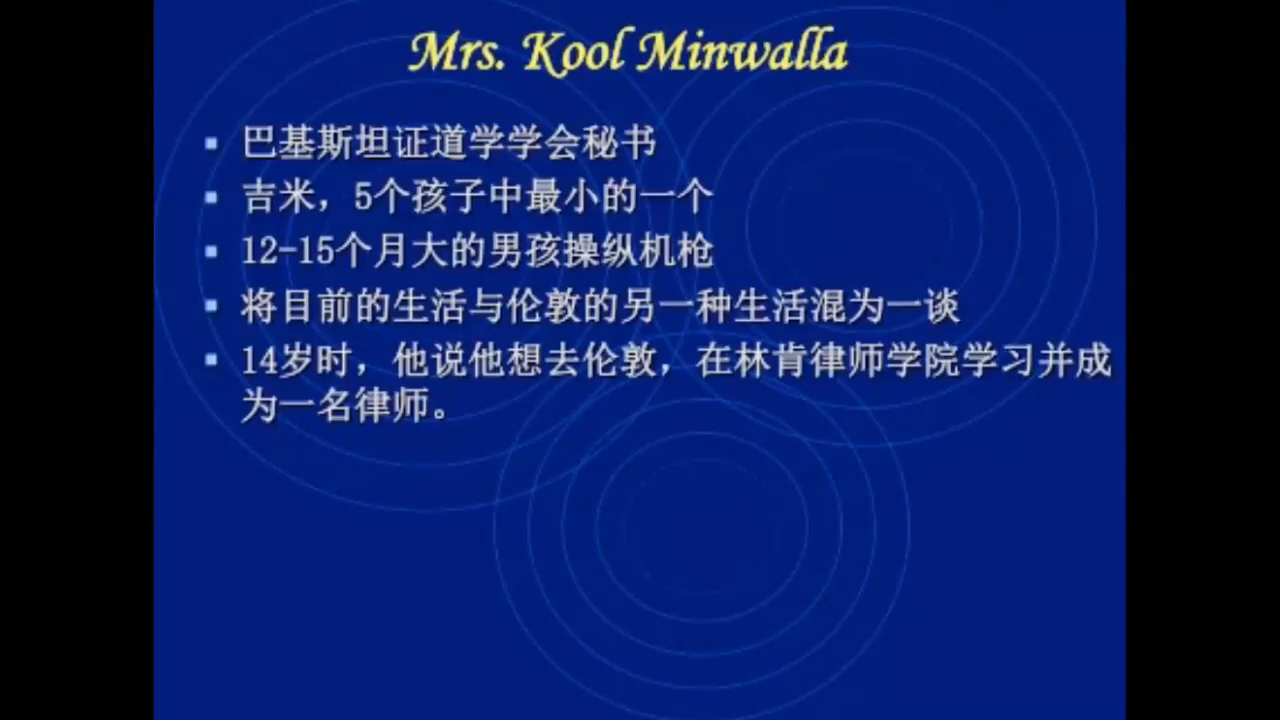 Mrs. Kool Minwalla
巴基斯坦证道学学会秘书
吉米，5个孩子中最小的一个
12-15个月大的男孩操纵机枪
将目前的生活与伦敦的另一种生活混为一谈
14岁时，他说他想去伦敦，在林肯律师学院学习并成
为一名律师。